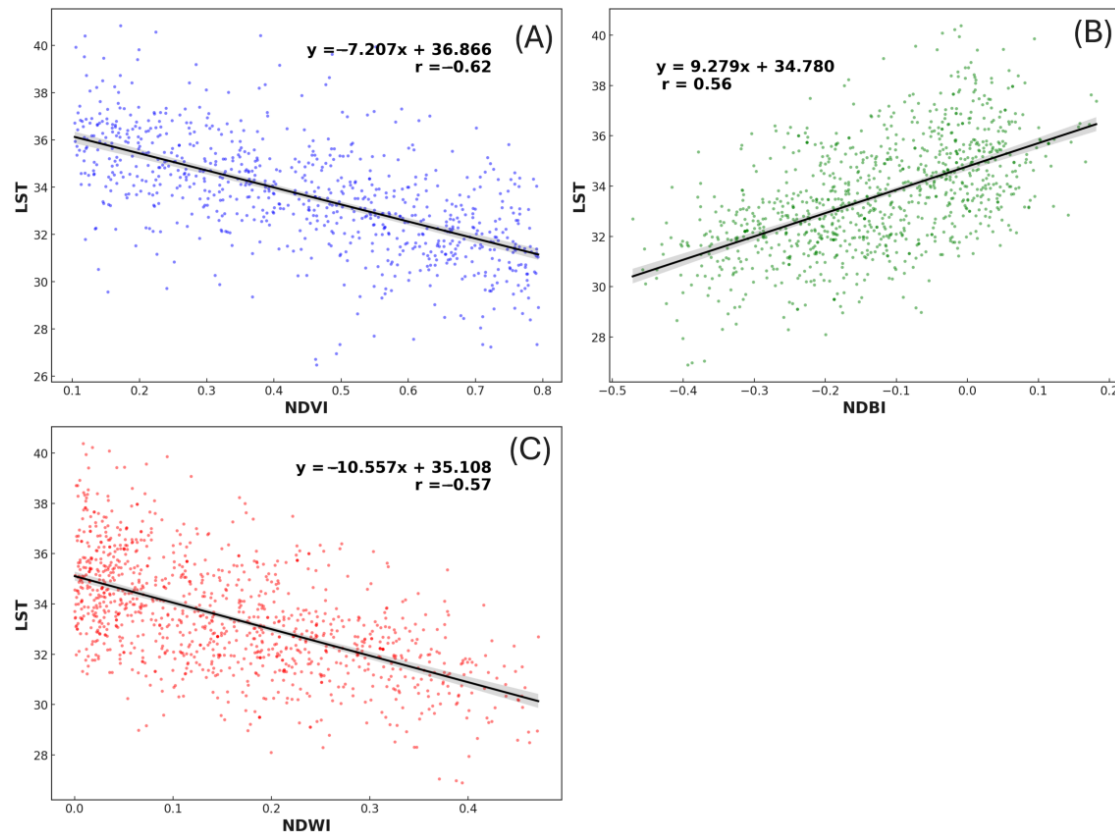 (A)
y =−7.207x + 36.866
r =−0.62
40
38
36
34
32
30
28
26
LST
0.1 0.2 0.3 0.4 0.5 0.6 0.7 0.8
NDVI
(B)
y = 9.279x + 34.780
r = 0.56
40
38
36
34
32
30
28
LST
−0.5 −0.4 −0.3 −0.2 −0.1 0.0 0.1 0.2
NDBI
(C)
y =−10.557x + 35.108
r =−0.57
40
38
36
34
32
30
28
LST
0.0 0.1 0.2 0.3 0.4
NDWI